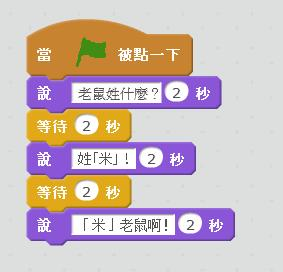 當 被點一下
說 老鼠姓什麼? 2 秒
等待 2 秒
說 姓「米」! 2 秒
等待 2 秒
說 「米」老鼠啊! 2 秒